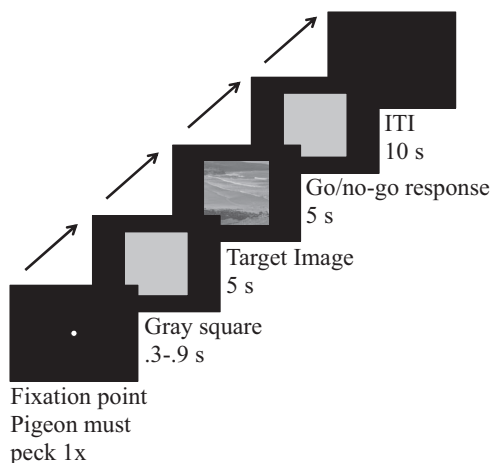 ITI
10 s
Go/no-go response
5 s
Target Image
5 s
Gray square
.3-.9 s
Fixation point
Pigeon must
peck 1x